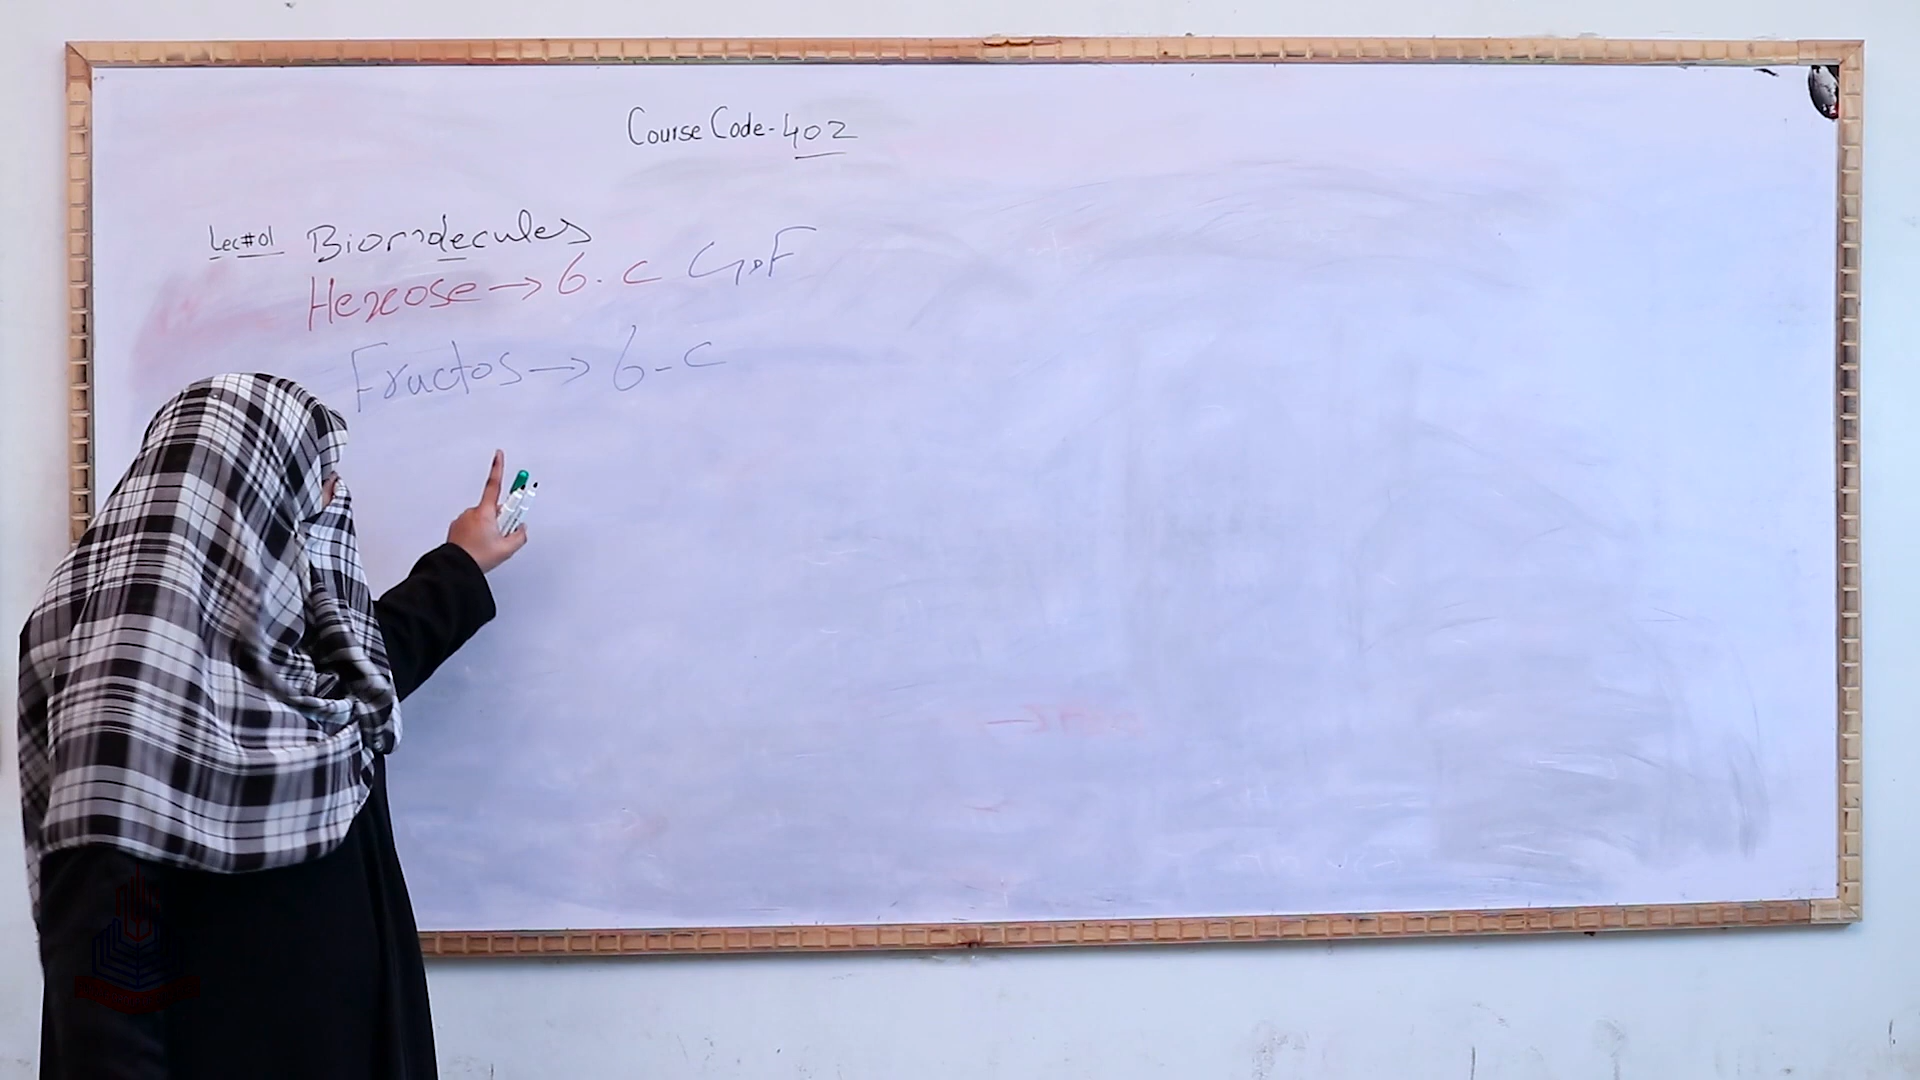 Course Code-402
Lec#01 Biomolecules
Hexose → 6.c G,F
Fructos → 6-c